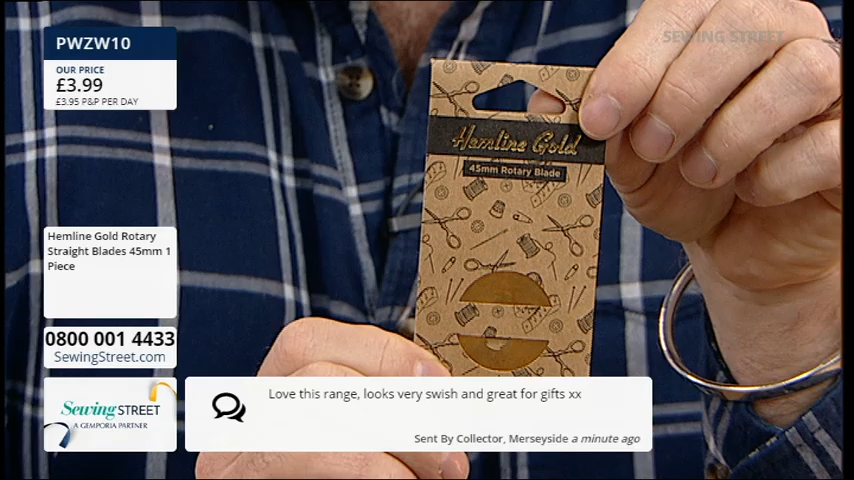 PWZW10
OUR PRICE
£3.99
£3.95 P&P PER DAY
SEWING STREET
Hemline Gold
45mm Rotary Blade
Hemline Gold Rotary
Straight Blades 45mm 1
Piece
0800 001 4433
SewingStreet.com
Sewing STREET
A GEMPORIA PARTNER
Love this range, looks very swish and great for gifts xx
Sent By Collector, Merseyside a minute ago